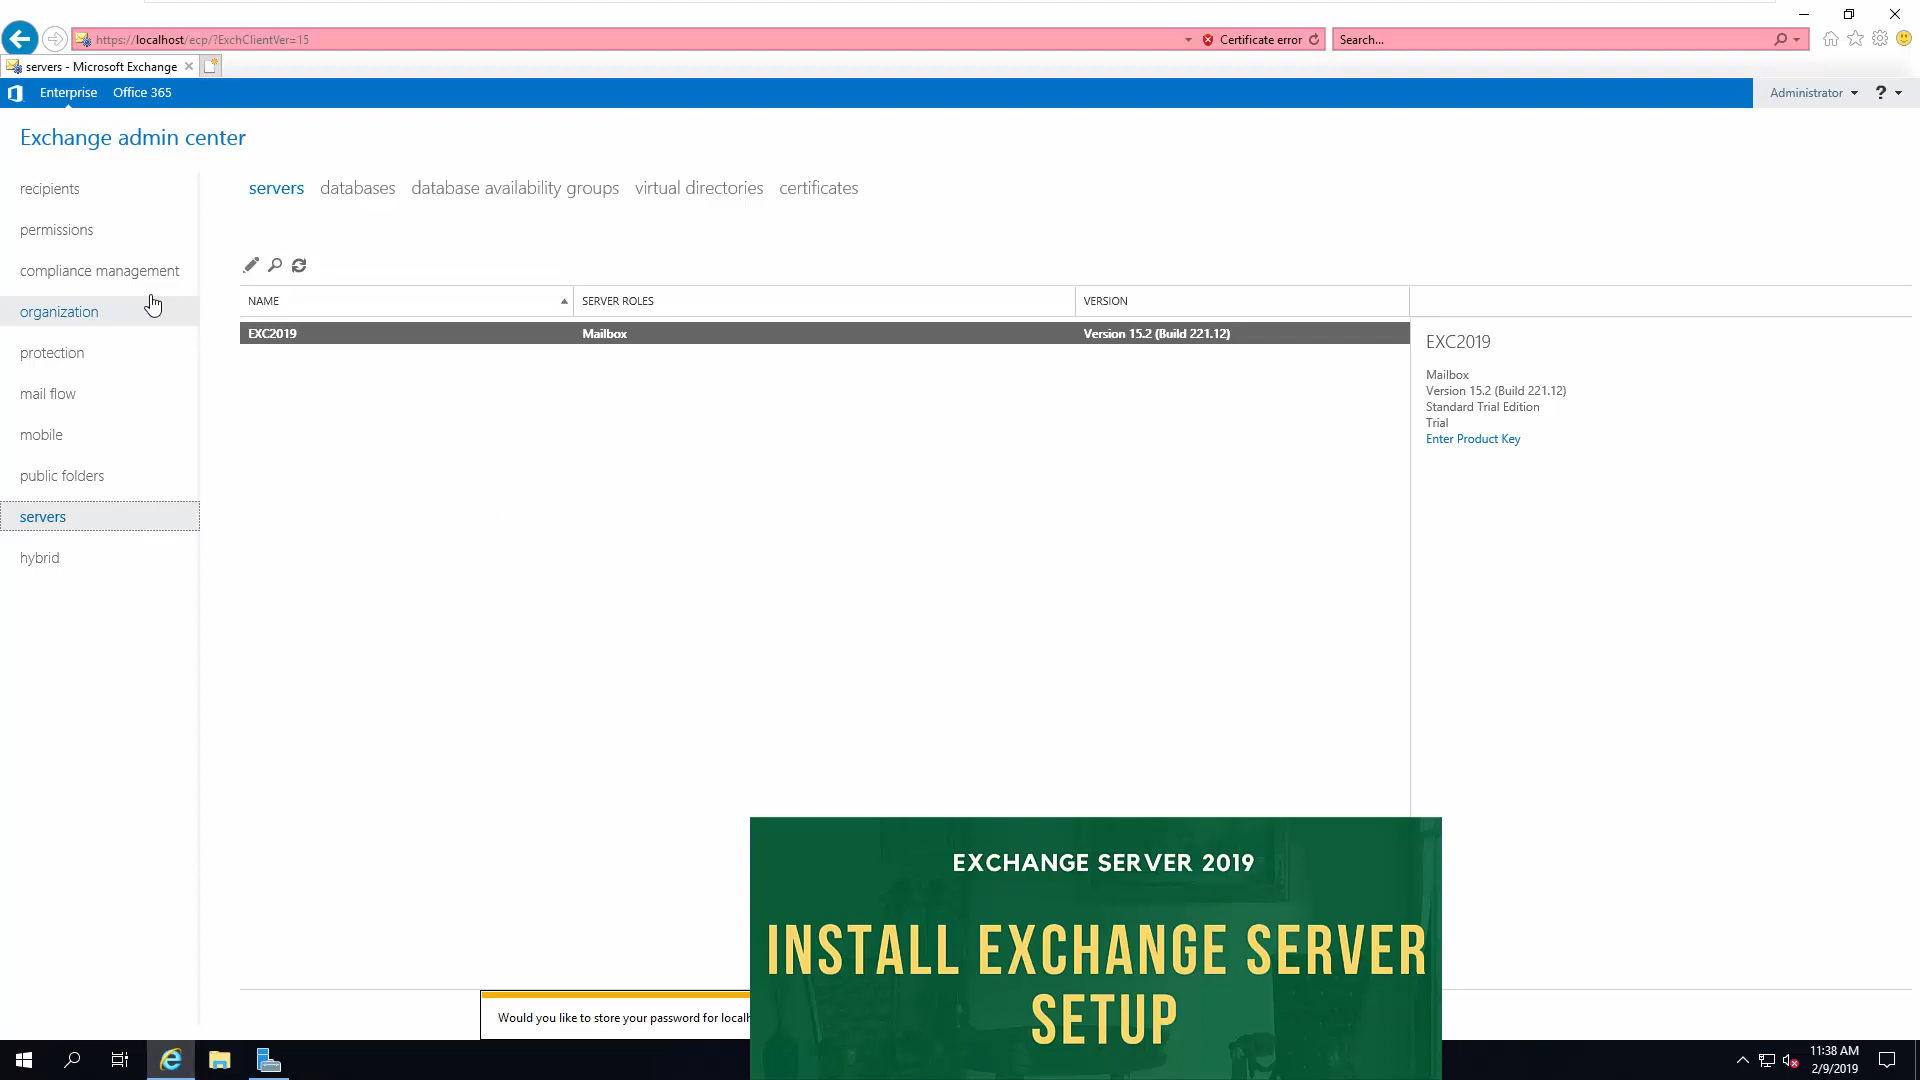 https://localhost/ecp/?ExchClientVer=15
Certificate error
Search...
servers - Microsoft Exchange
Enterprise
Office 365
Administrator
?
Exchange admin center
recipients
permissions
compliance management
organization
protection
mail flow
mobile
public folders
servers
hybrid
servers databases database availability groups virtual directories certificates
NAME SERVER ROLES VERSION
EXC2019 Mailbox Version 15.2 (Build 221.12)
EXC2019
Mailbox
Version 15.2 (Build 221.12)
Standard Trial Edition
Trial
Enter Product Key
Would you like to store your password for localh
EXCHANGE SERVER 2019
INSTALL EXCHANGE SERVER
SETUP
11:38 AM
2/9/2019